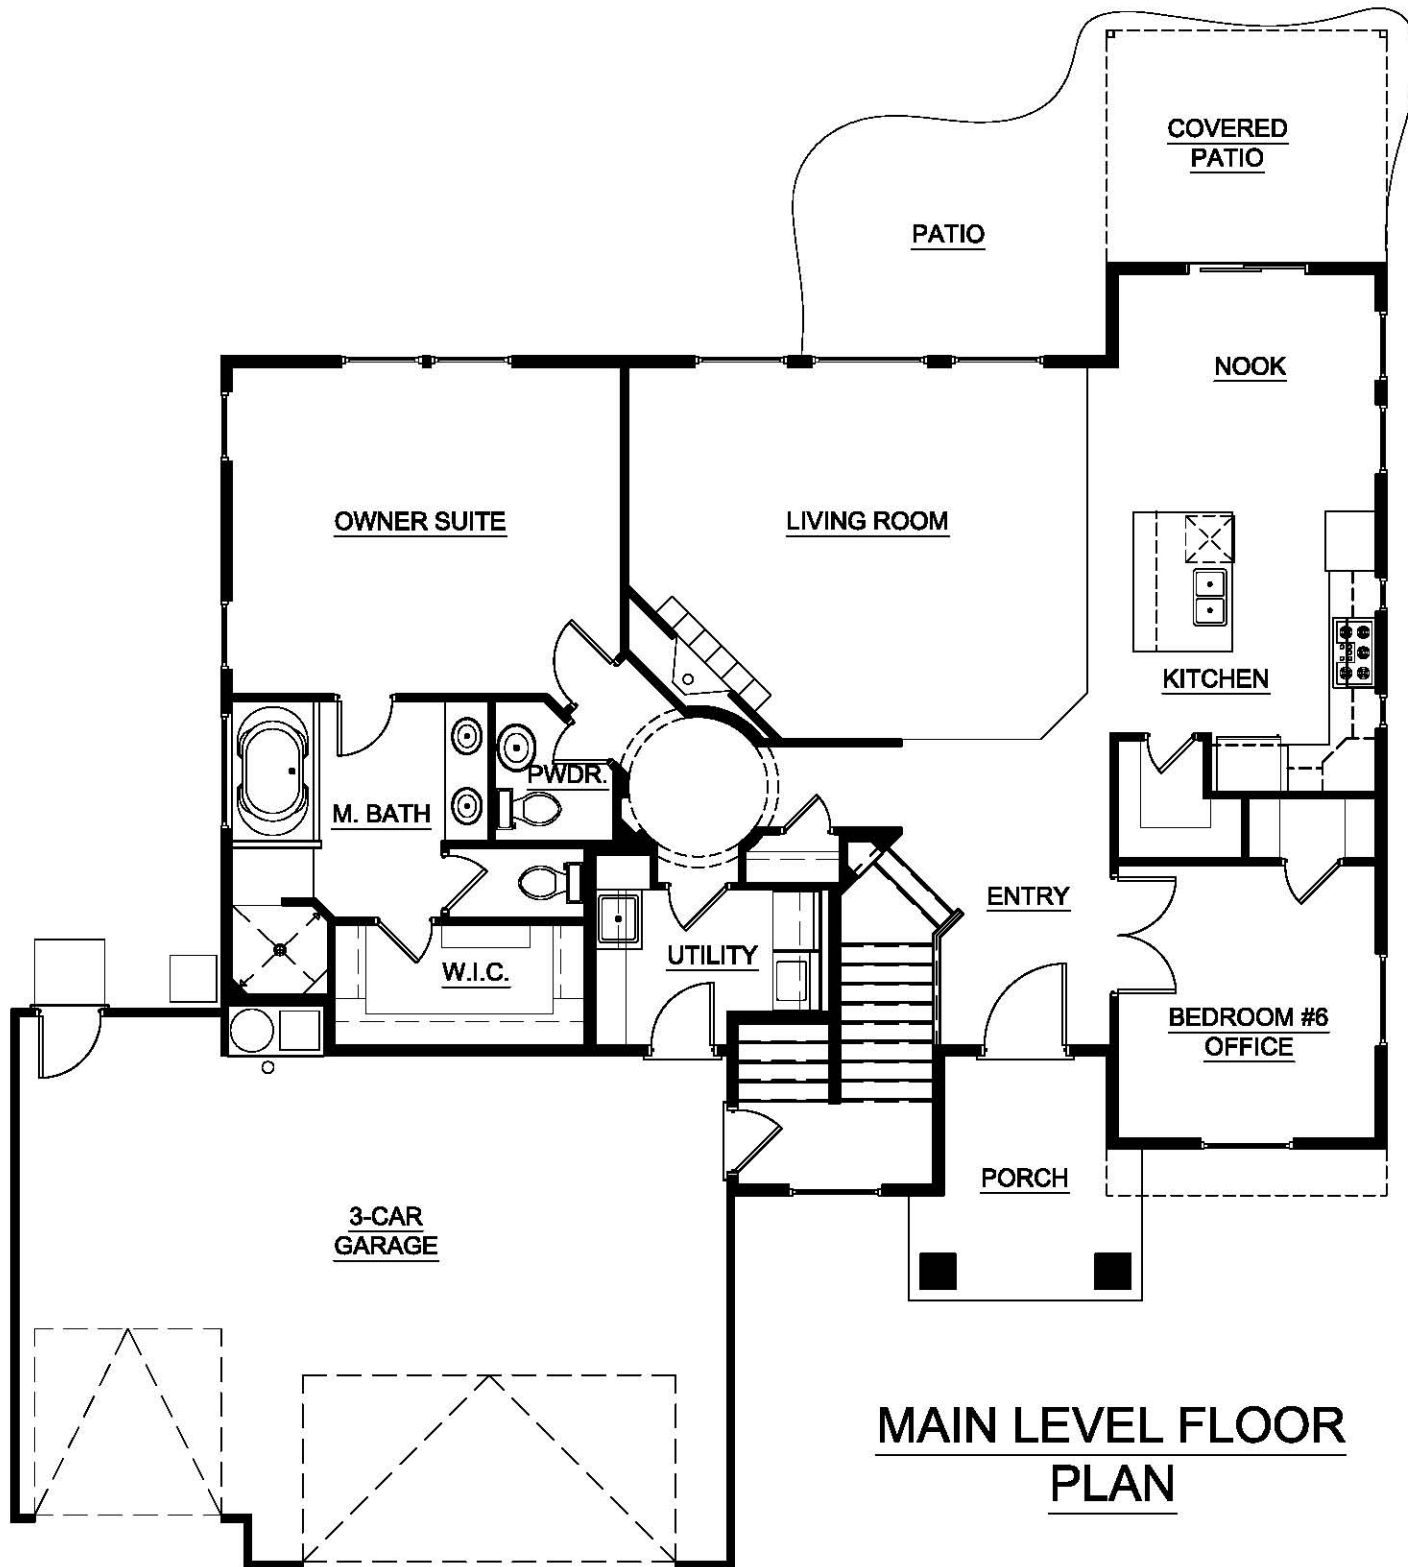 COVERED
PATIO
PATIO
NOOK
OWNER SUITE
LIVING ROOM
KITCHEN
PWDR.
M. BATH
ENTRY
UTILITY
W.I.C.
BEDROOM #6
OFFICE
PORCH
3-CAR
GARAGE
MAIN LEVEL FLOOR
PLAN